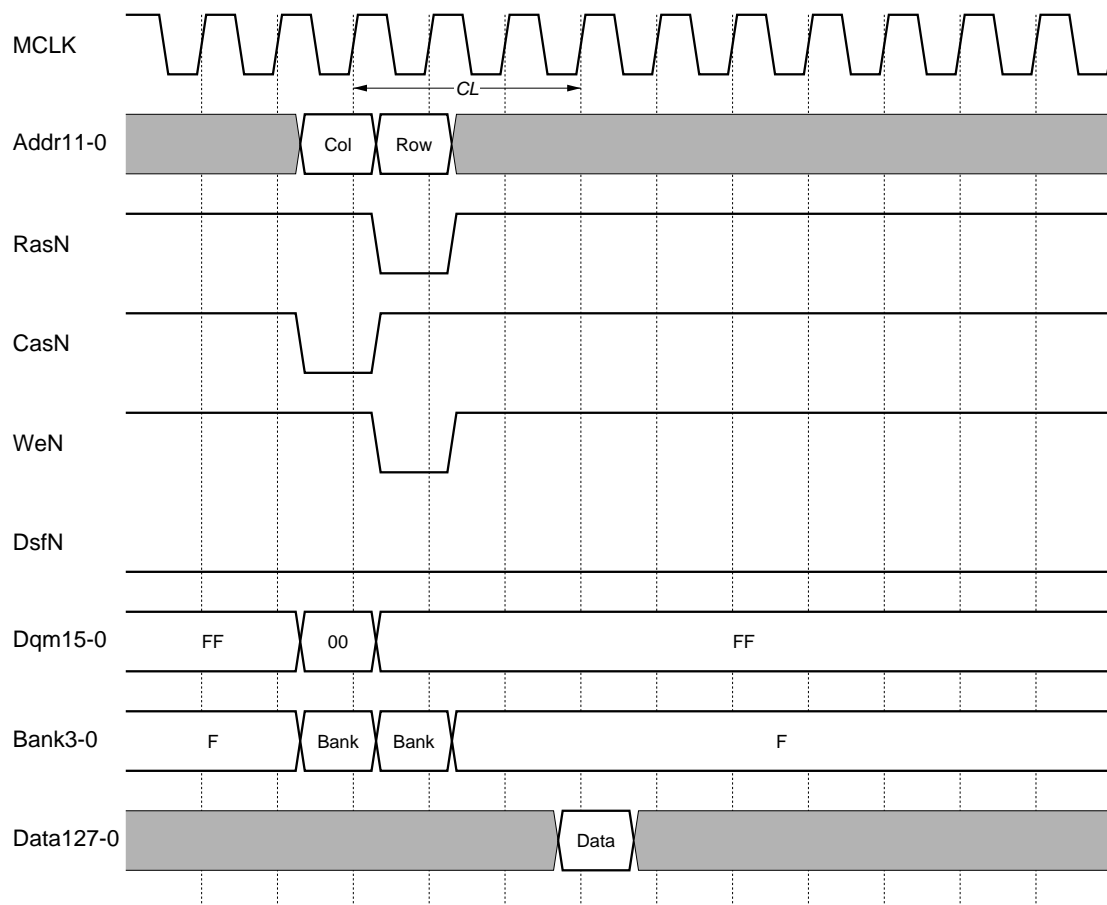 MCLK
CL
Addr11-0 Col Row
RasN
CasN
WeN
DsfN
Dqm15-0 FF 00 FF
Bank3-0 F Bank Bank F
Data127-0 Data